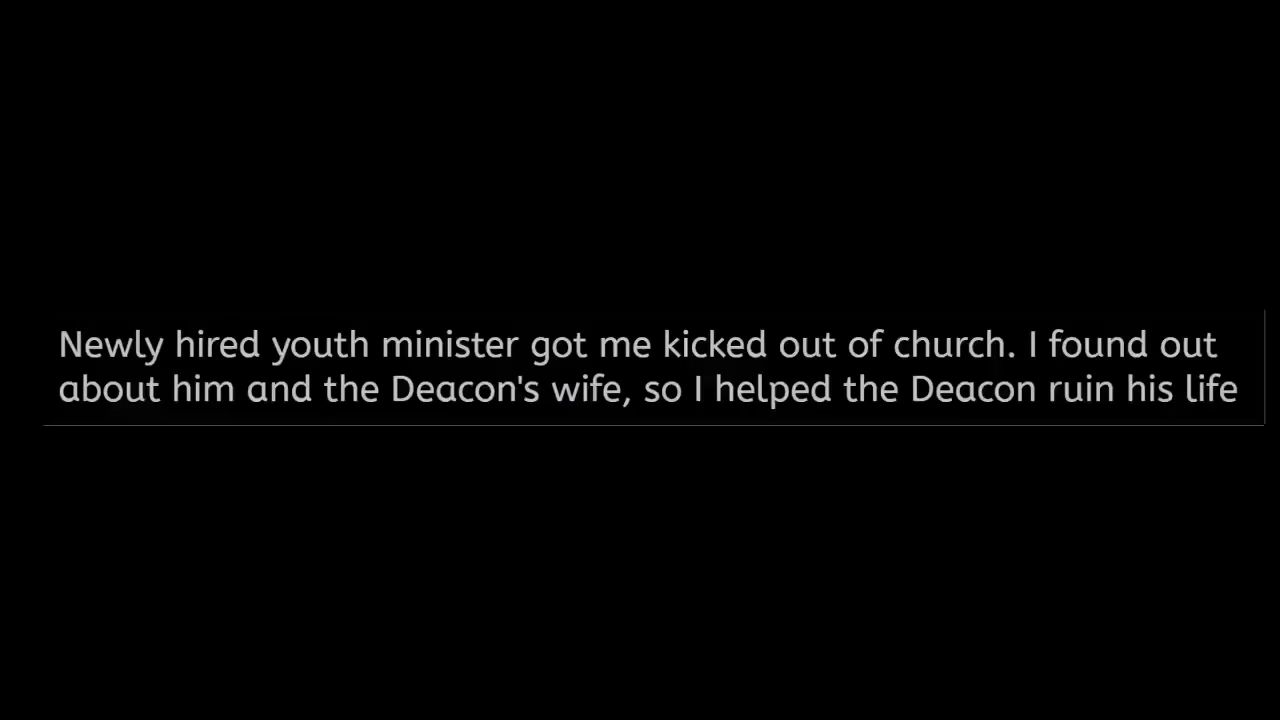 Newly hired youth minister got me kicked out of church. I found out
about him and the Deacon's wife, so I helped the Deacon ruin his life